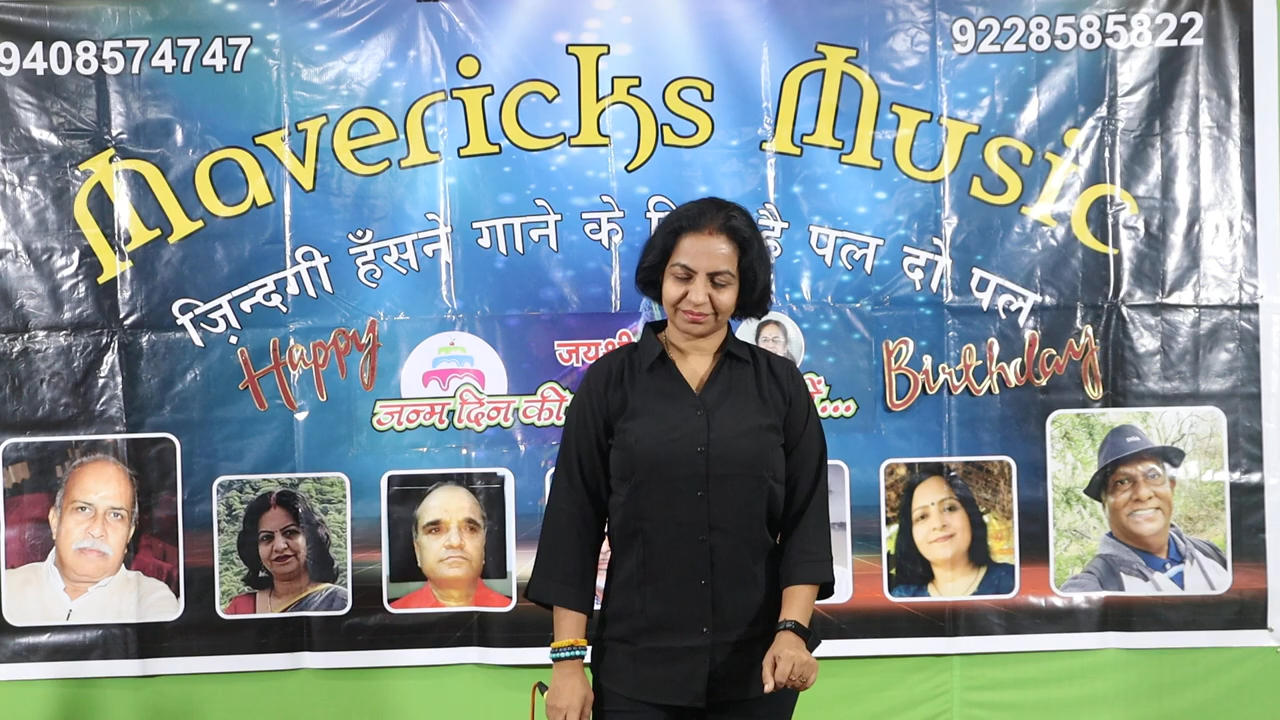 9408574747
9228585822
Mavericks Music
ज़िन्दगी हँसने गाने के है पल दो पल
Happy
Birthday
जन्म दिन की